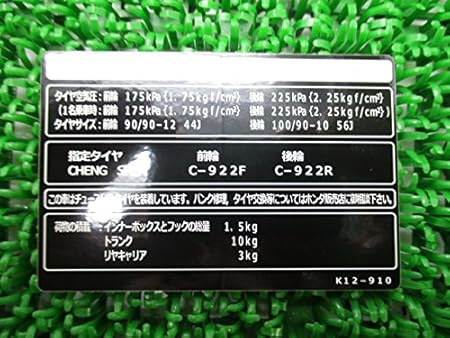 タイヤ空気圧:前輪 175kPa{1.75kgf/cm²} 後輪 225kPa{2.25kgf/cm²}
(1名乗車時:前輪 175kPa{1.75kgf/cm²} 後輪 225kPa{2.25kgf/cm²})
タイヤサイズ:前輪 90/90-12 44J 後輪 100/90-10 56J
指定タイヤ 前輪 後輪
CHENG C-922F C-922R
この車はチューブ タイヤを装着しています。パンク修理、タイヤ交換等についてはホンダ販売店に御相談下さい。
荷物の積載 インナーボックスとフックの総量 1.5kg
トランク 10kg
リヤキャリア 3kg
K12-910